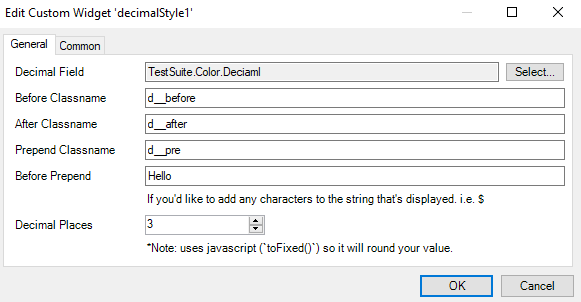 Edit Custom Widget 'decimalStyle1'
General Common
Decimal Field TestSuite.Color.Deciaml Select...
Before Classname d__before
After Classname d__after
Prepend Classname d__pre
Before Prepend Hello
If you'd like to add any characters to the string that's displayed. i.e. $
Decimal Places 3
*Note: uses javascript (`toFixed()`) so it will round your value.
OK Cancel